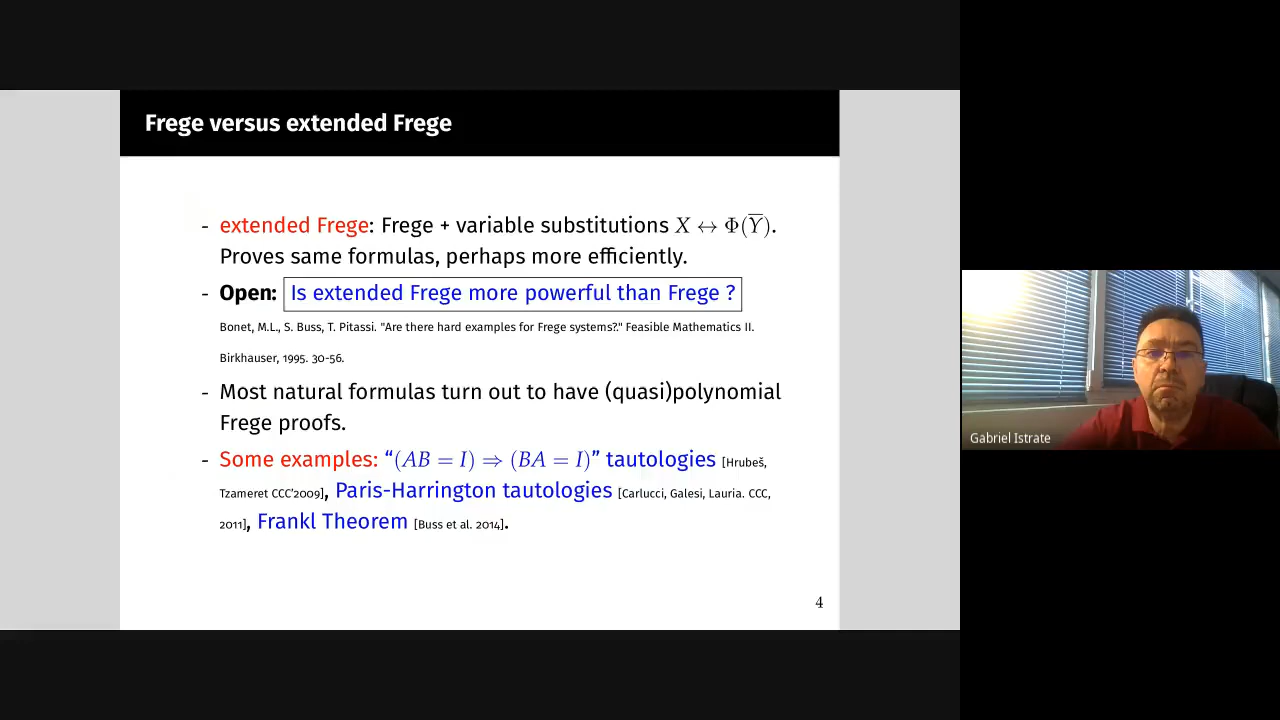 Frege versus extended Frege
- extended Frege: Frege + variable substitutions X ↔ Φ(Y̅).
Proves same formulas, perhaps more efficiently.
- Open: Is extended Frege more powerful than Frege ?
Bonet, M.L., S. Buss, T. Pitassi. "Are there hard examples for Frege systems?." Feasible Mathematics II.
Birkhauser, 1995. 30-56.
- Most natural formulas turn out to have (quasi)polynomial
Frege proofs.
- Some examples: “(AB = I) ⇒ (BA = I)” tautologies [Hrubeš,
Tzameret CCC'2009], Paris-Harrington tautologies [Carlucci, Galesi, Lauria. CCC,
2011], Frankl Theorem [Buss et al. 2014].
4
Gabriel Istrate